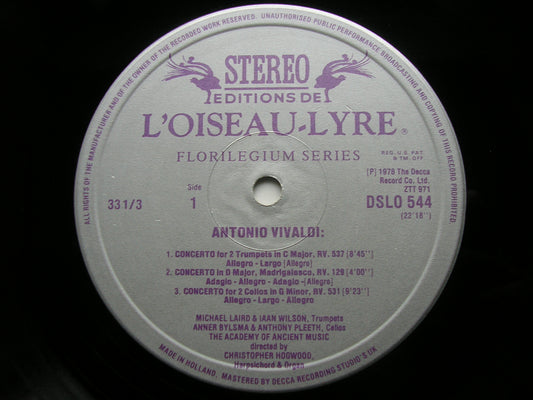 ALL RIGHTS OF THE MANUFACTURER AND OF THE OWNER OF THE RECORDED WORK RESERVED. UNAUTHORISED PUBLIC PERFORMANCE BROADCASTING AND COPYING OF THIS RECORD PROHIBITED.
STEREO
EDITIONS DE
L'OISEAU-LYRE ®
FLORILEGIUM SERIES
REG. U.S. PAT. & TM. OFF.
33 1/3
Side
1
(P) 1978 The Decca
Record Co. Ltd.
ZTT 971
DSLO 544
(22'18")
ANTONIO VIVALDI:
1. CONCERTO for 2 Trumpets in C Major, RV. 537 [8'45"]
Allegro - Largo [Allegro]
2. CONCERTO in D Major, Madrigalesco, RV. 129 [4'00"]
Adagio - Allegro - Adagio -[Allegro]
3. CONCERTO for 2 Cellos in G Minor, RV. 531 [9'23"]
Allegro - Largo - Allegro
MICHAEL LAIRD & IAAN WILSON, Trumpets
ANNER BYLSMA & ANTHONY PLEETH, Cellos
THE ACADEMY OF ANCIENT MUSIC
directed by
CHRISTOPHER HOGWOOD,
Harpsichord & Organ
MADE IN HOLLAND. MASTERED BY DECCA RECORDING STUDIO'S UK